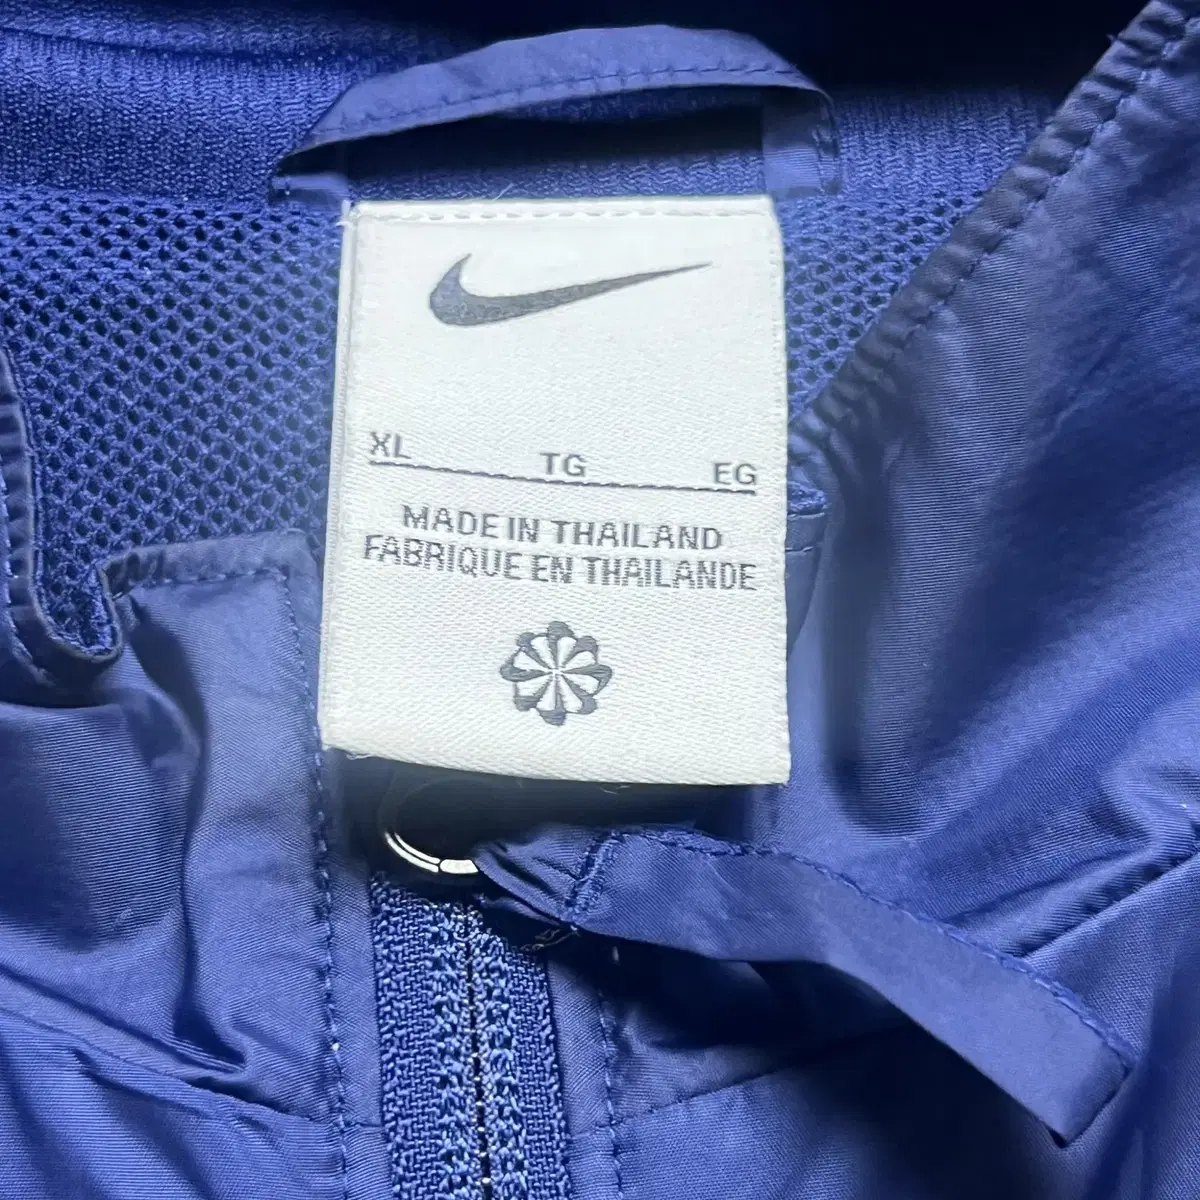 XL TG EG
MADE IN THAILAND
FABRIQUE EN THAILANDE